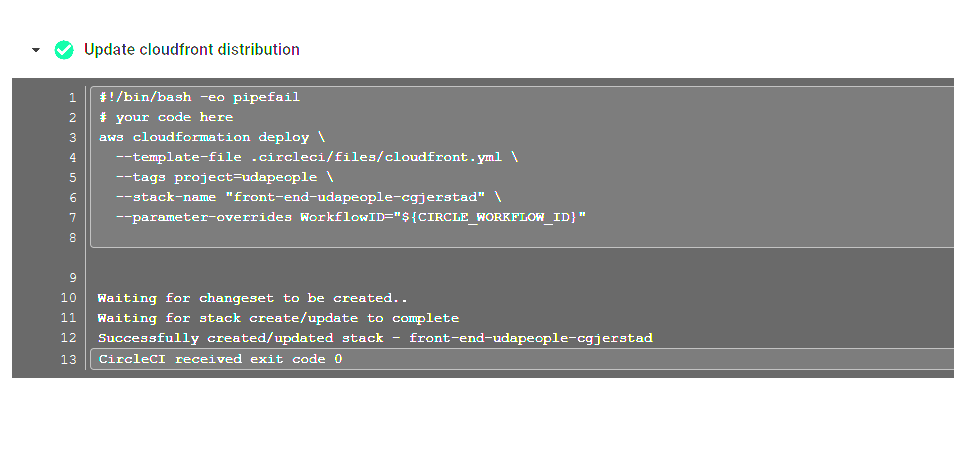 Update cloudfront distribution
1 #!/bin/bash -eo pipefail
2 # your code here
3 aws cloudformation deploy \
4 --template-file .circleci/files/cloudfront.yml \
5 --tags project=udapeople \
6 --stack-name "front-end-udapeople-cgjerstad" \
7 --parameter-overrides WorkflowID="${CIRCLE_WORKFLOW_ID}"
8
9
10 Waiting for changeset to be created..
11 Waiting for stack create/update to complete
12 Successfully created/updated stack - front-end-udapeople-cgjerstad
13 CircleCI received exit code 0